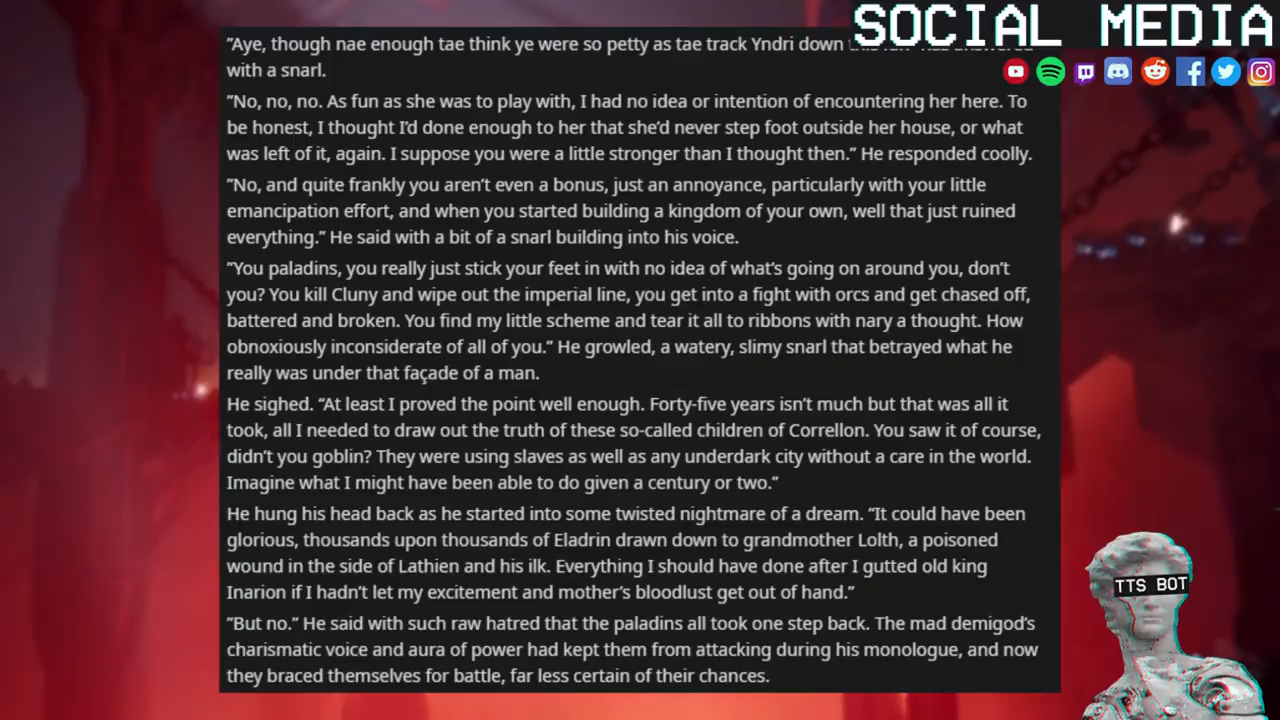 SOCIAL MEDIA
"Aye, though nae enough tae think ye were so petty as tae track Yndri down
with a snarl.
"No, no, no. As fun as she was to play with, I had no idea or intention of encountering her here. To
be honest, I thought I'd done enough to her that she'd never step foot outside her house, or what
was left of it, again. I suppose you were a little stronger than I thought then." He responded coolly.
"No, and quite frankly you aren't even a bonus, just an annoyance, particularly with your little
emancipation effort, and when you started building a kingdom of your own, well that just ruined
everything." He said with a bit of a snarl building into his voice.
"You paladins, you really just stick your feet in with no idea of what's going on around you, don't
you? You kill Cluny and wipe out the imperial line, you get into a fight with orcs and get chased off,
battered and broken. You find my little scheme and tear it all to ribbons with nary a thought. How
obnoxiously inconsiderate of all of you." He growled, a watery, slimy snarl that betrayed what he
really was under that façade of a man.
He sighed. "At least I proved the point well enough. Forty-five years isn't much but that was all it
took, all I needed to draw out the truth of these so-called children of Correllon. You saw it of course,
didn't you goblin? They were using slaves as well as any underdark city without a care in the world.
Imagine what I might have been able to do given a century or two."
He hung his head back as he started into some twisted nightmare of a dream. "It could have been
glorious, thousands upon thousands of Eladrin drawn down to grandmother Lolth, a poisoned
wound in the side of Lathien and his ilk. Everything I should have done after I gutted old king
Inarion if I hadn't let my excitement and mother's bloodlust get out of hand."
"But no." He said with such raw hatred that the paladins all took one step back. The mad demigod's
charismatic voice and aura of power had kept them from attacking during his monologue, and now
they braced themselves for battle, far less certain of their chances.
TTS BOT